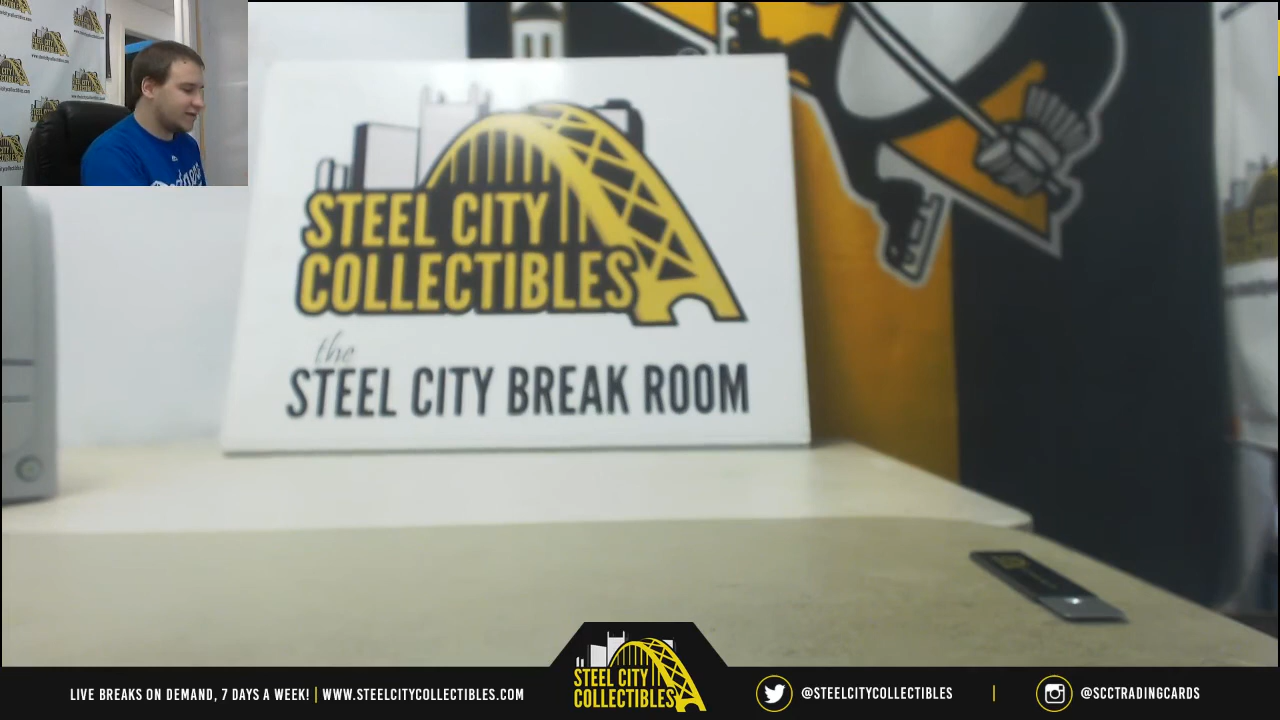 STEEL CITY
COLLECTIBLES
the
STEEL CITY BREAK ROOM
Dodgers
LIVE BREAKS ON DEMAND, 7 DAYS A WEEK! | WWW.STEELCITYCOLLECTIBLES.COM
STEEL CITY
COLLECTIBLES
@STEELCITYCOLLECTIBLES
@SCCTRADINGCARDS